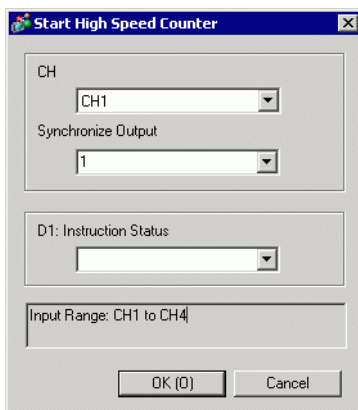 Start High Speed Counter
CH
CH1
Synchronize Output
1
D1: Instruction Status
Input Range: CH1 to CH4
OK (O)
Cancel